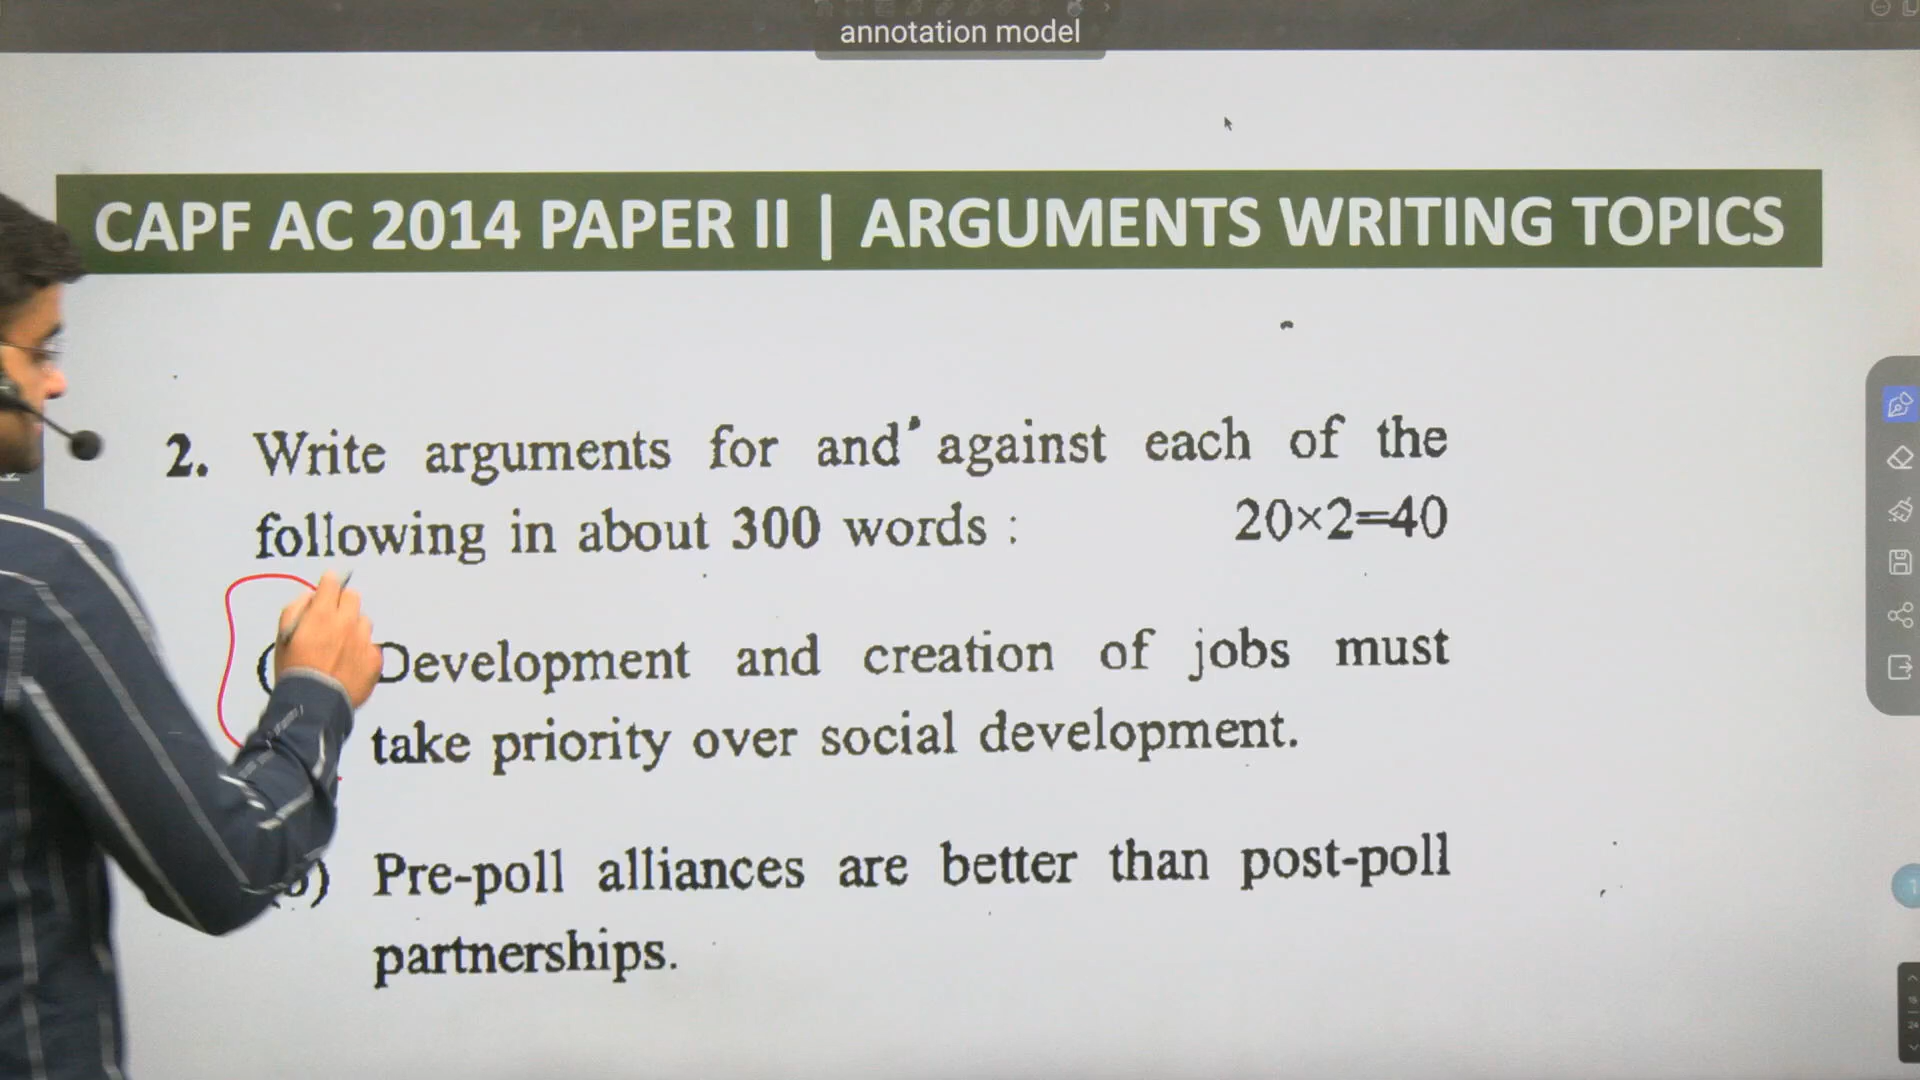 annotation model
CAPF AC 2014 PAPER II | ARGUMENTS WRITING TOPICS
2. Write arguments for and against each of the
following in about 300 words : 20×2=40
Development and creation of jobs must
take priority over social development.
(b) Pre-poll alliances are better than post-poll
partnerships.